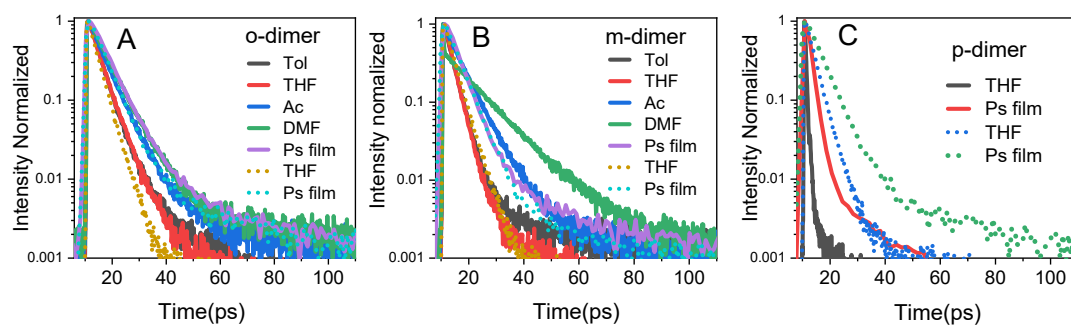 A
o-dimer
Tol
THF
Ac
DMF
Ps film
THF
Ps film
1
0.1
0.01
0.001
Intensity Normalized
20 40 60 80 100
Time(ps)
B
m-dimer
Tol
THF
Ac
DMF
Ps film
THF
Ps film
1
0.1
0.01
0.001
Intensity nomalized
20 40 60 80 100
Time(ps)
C
p-dimer
THF
Ps film
THF
Ps film
1
0.1
0.01
0.001
Intensity Normalized
20 40 60 80 100
Time(ps)